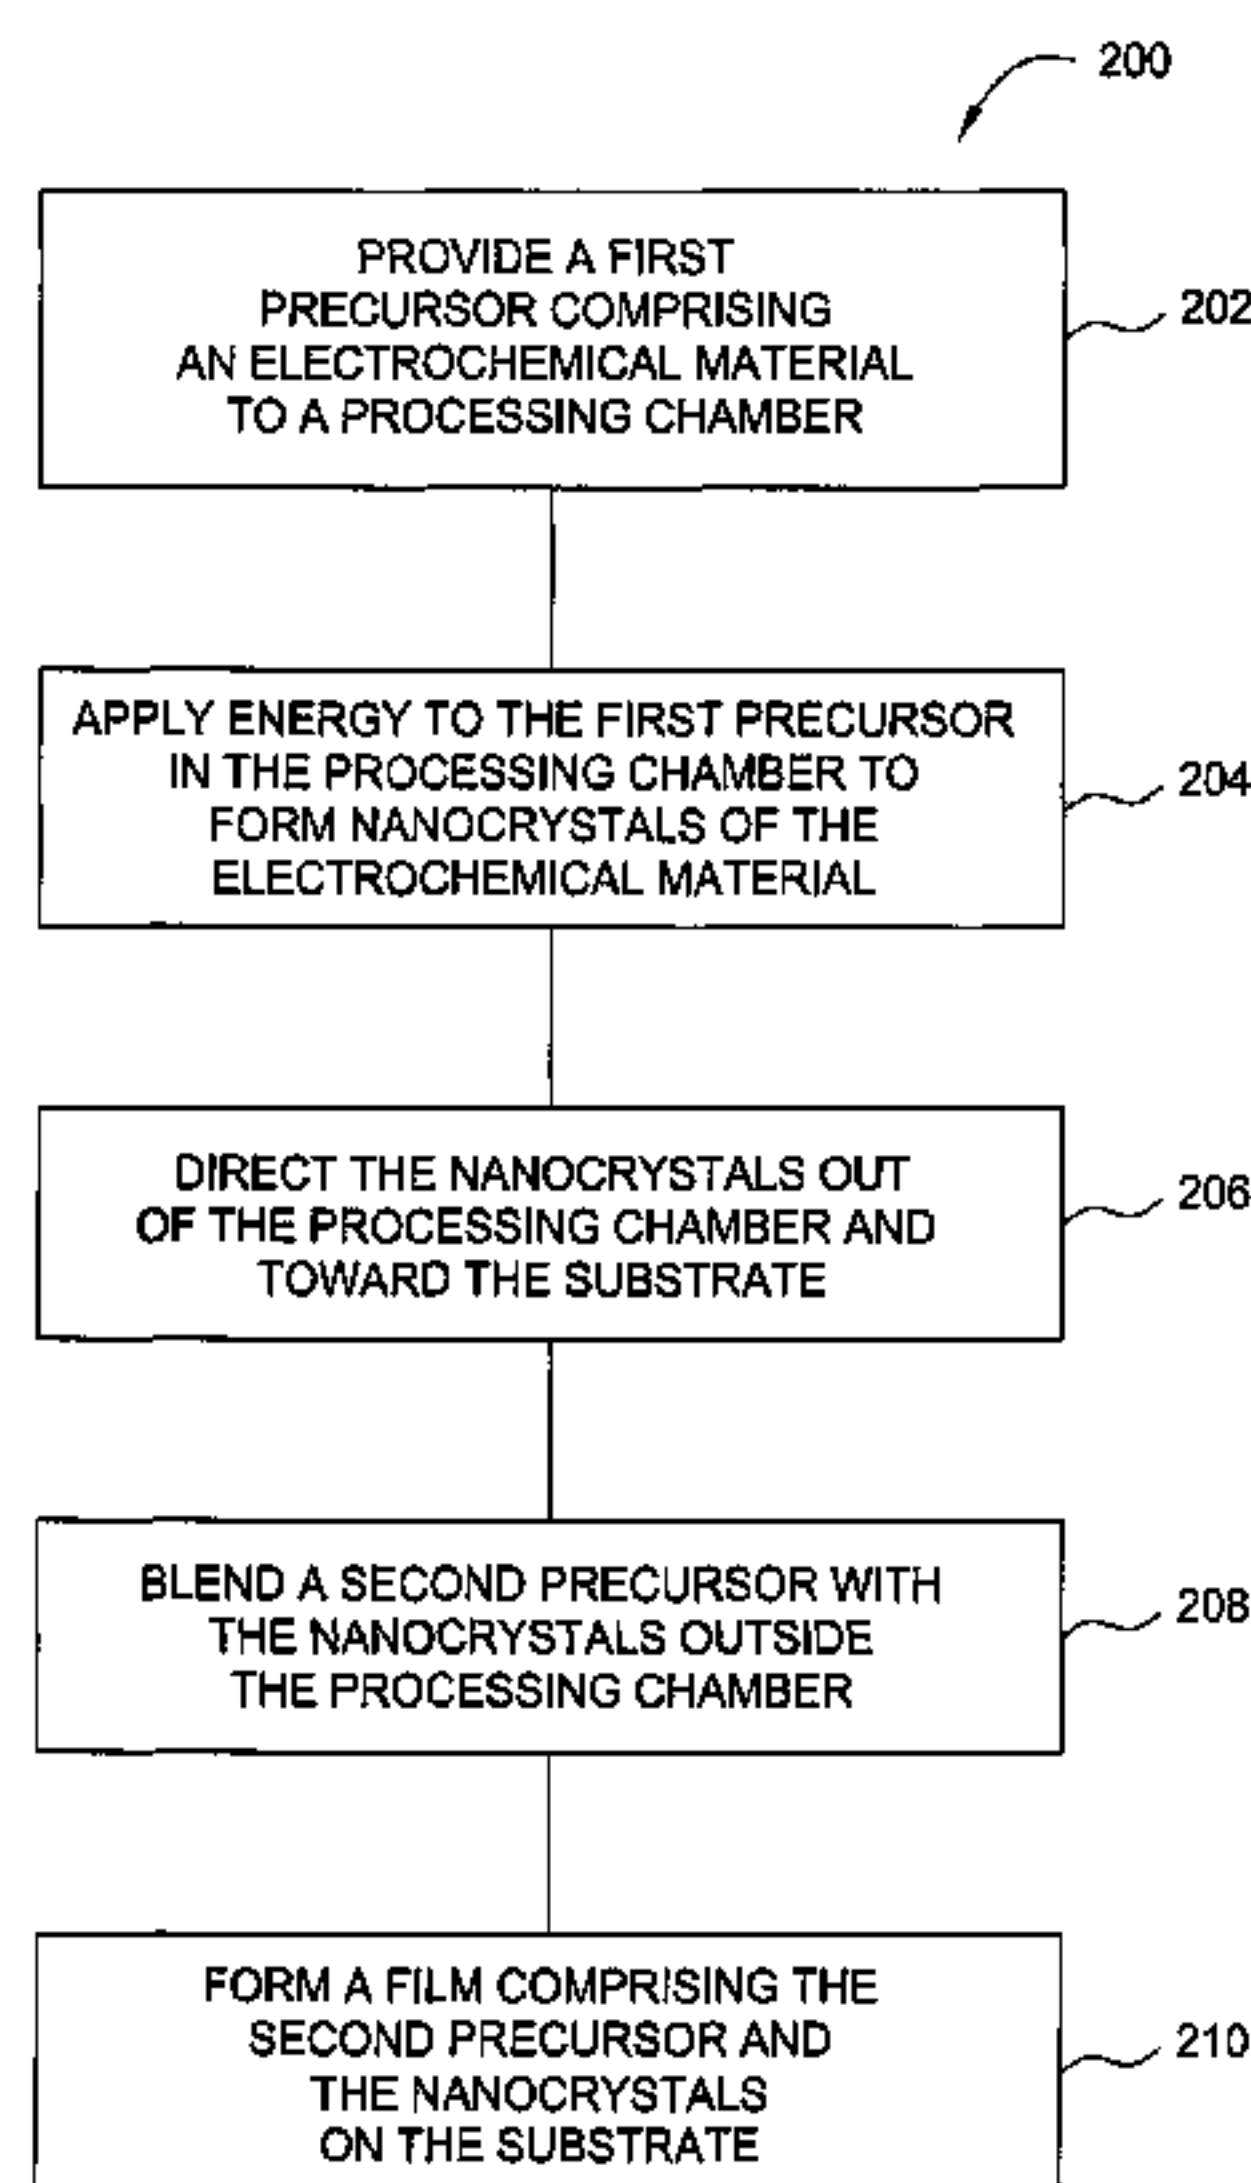 200
PROVIDE A FIRST
PRECURSOR COMPRISING
AN ELECTROCHEMICAL MATERIAL
TO A PROCESSING CHAMBER
202
APPLY ENERGY TO THE FIRST PRECURSOR
IN THE PROCESSING CHAMBER TO
FORM NANOCRYSTALS OF THE
ELECTROCHEMICAL MATERIAL
204
DIRECT THE NANOCRYSTALS OUT
OF THE PROCESSING CHAMBER AND
TOWARD THE SUBSTRATE
206
BLEND A SECOND PRECURSOR WITH
THE NANOCRYSTALS OUTSIDE
THE PROCESSING CHAMBER
208
FORM A FILM COMPRISING THE
SECOND PRECURSOR AND
THE NANOCRYSTALS
ON THE SUBSTRATE
210